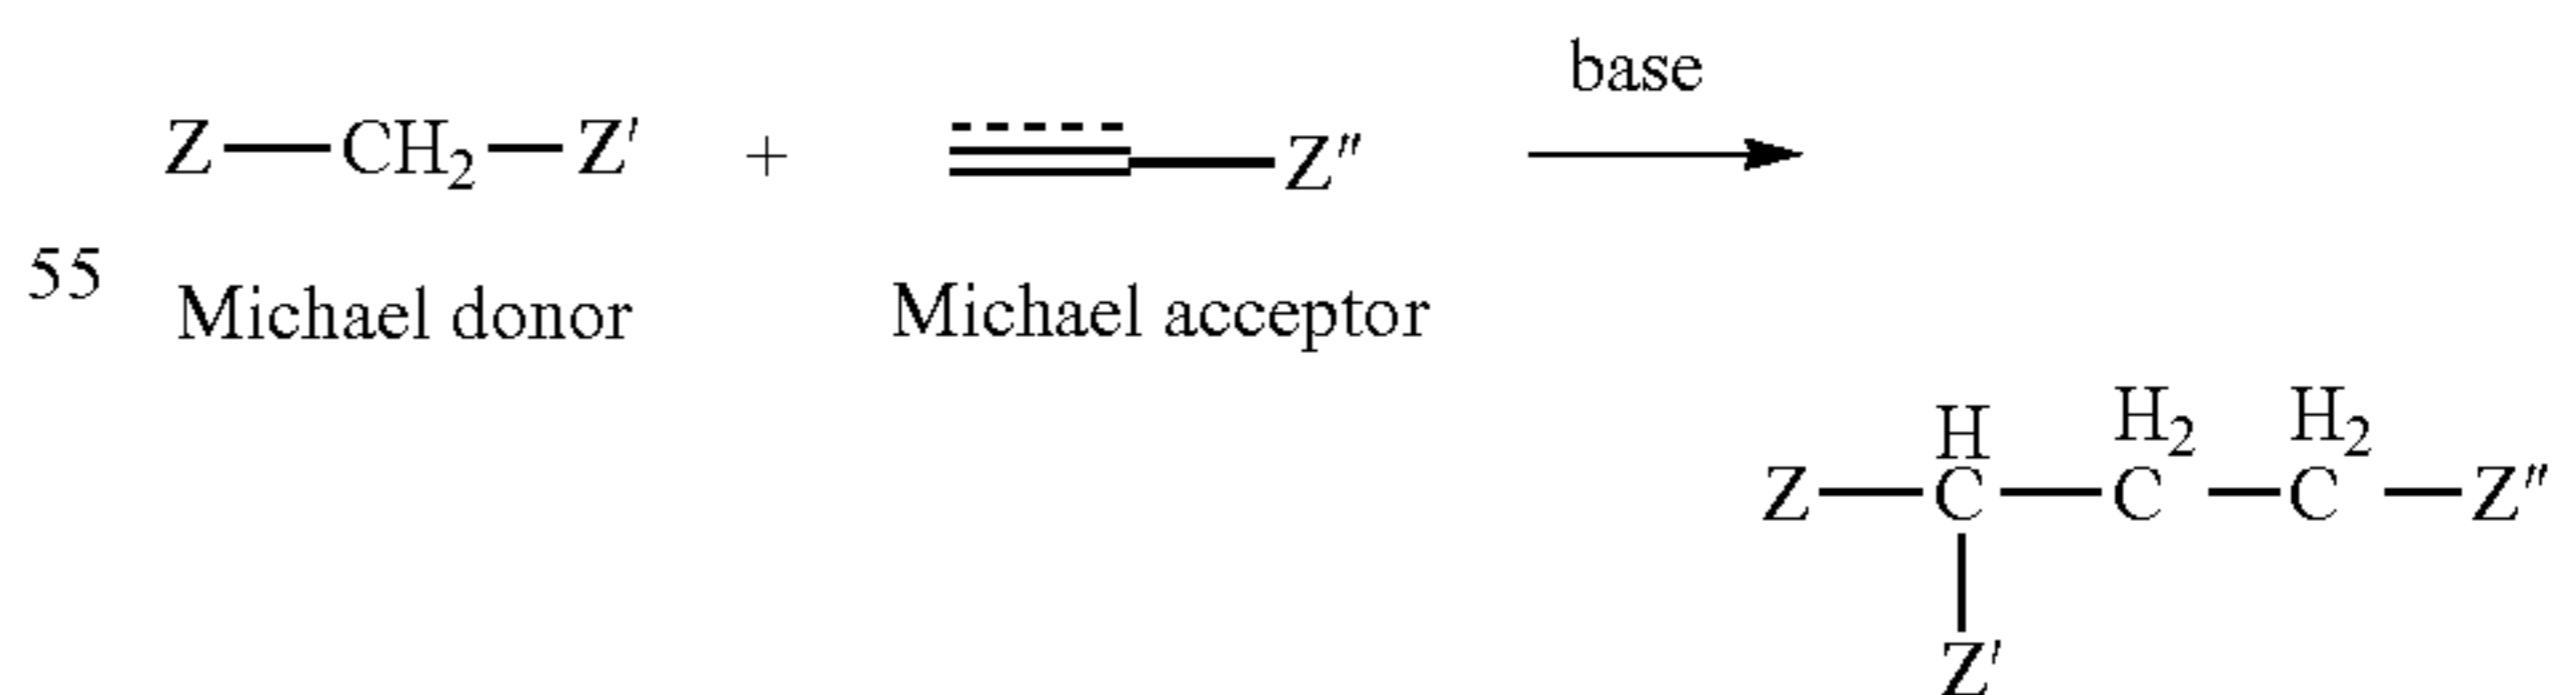 base
Z—CH₂—Z′ + Z″
55 Michael donor Michael acceptor
H H₂ H₂
Z—C—C—C—Z″
Z′